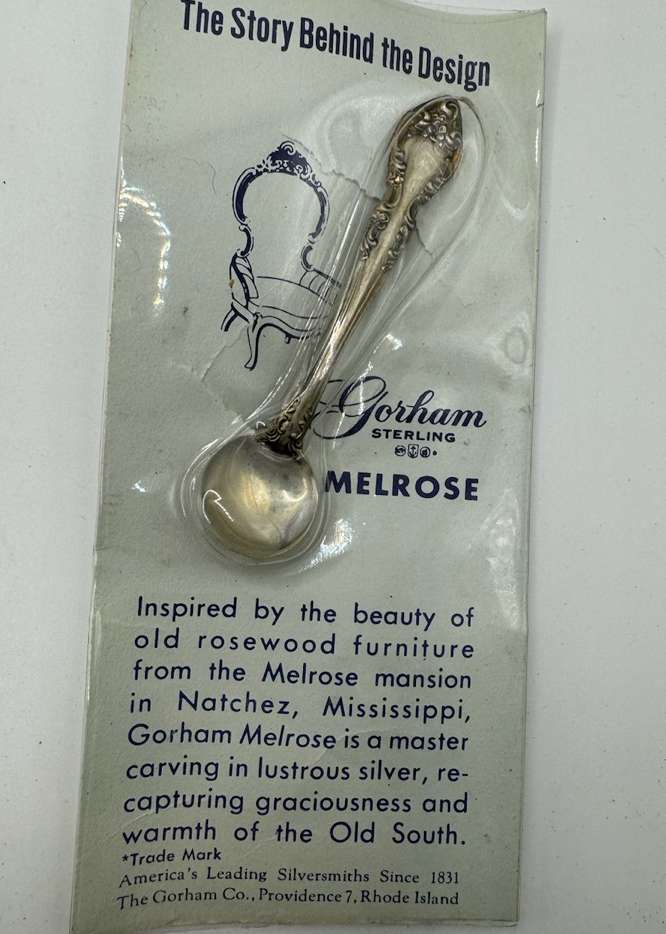 The Story Behind the Design
Gorham
STERLING
MELROSE
Inspired by the beauty of
old rosewood furniture
from the Melrose mansion
in Natchez, Mississippi,
Gorham Melrose is a master
carving in lustrous silver, re-
capturing graciousness and
warmth of the Old South.
*Trade Mark
America's Leading Silversmiths Since 1831
The Gorham Co., Providence 7, Rhode Island